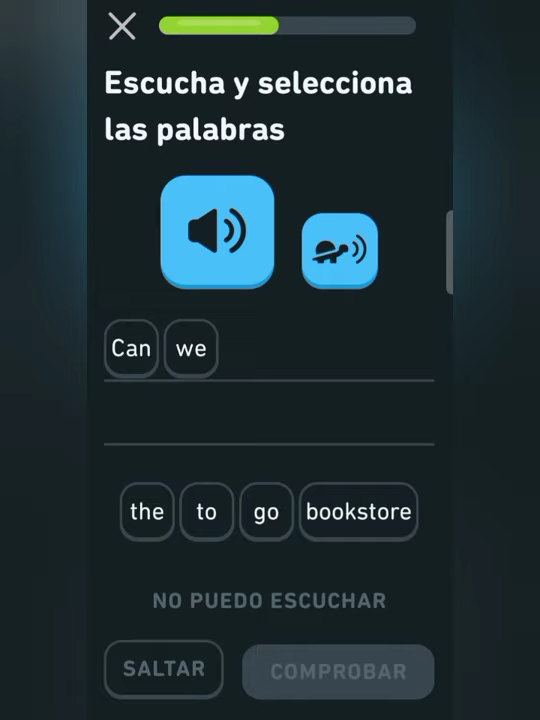 Escucha y selecciona
las palabras
Can we
the to go bookstore
NO PUEDO ESCUCHAR
SALTAR COMPROBAR